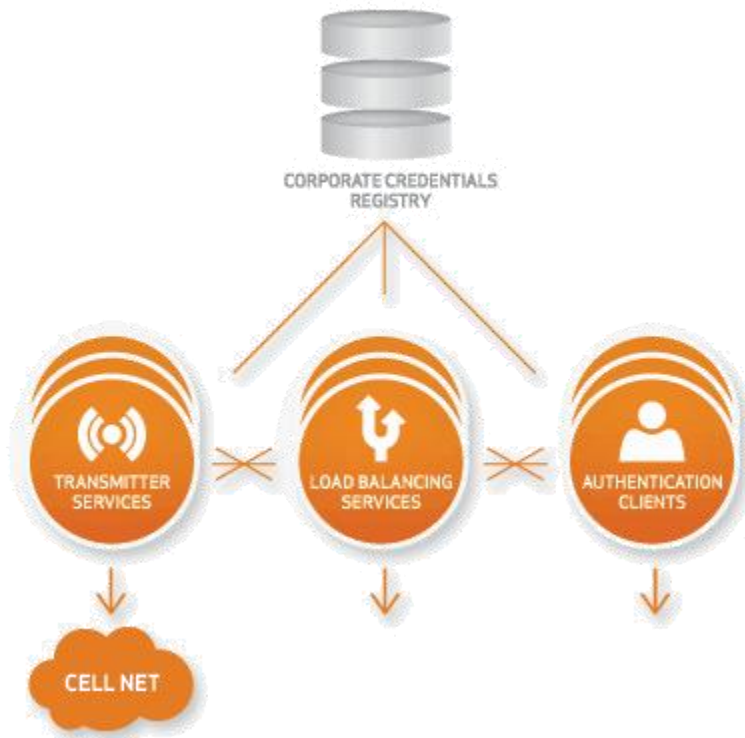 CORPORATE CREDENTIALS
REGISTRY
TRANSMITTER
SERVICES
LOAD BALANCING
SERVICES
AUTHENTICATION
CLIENTS
CELL NET